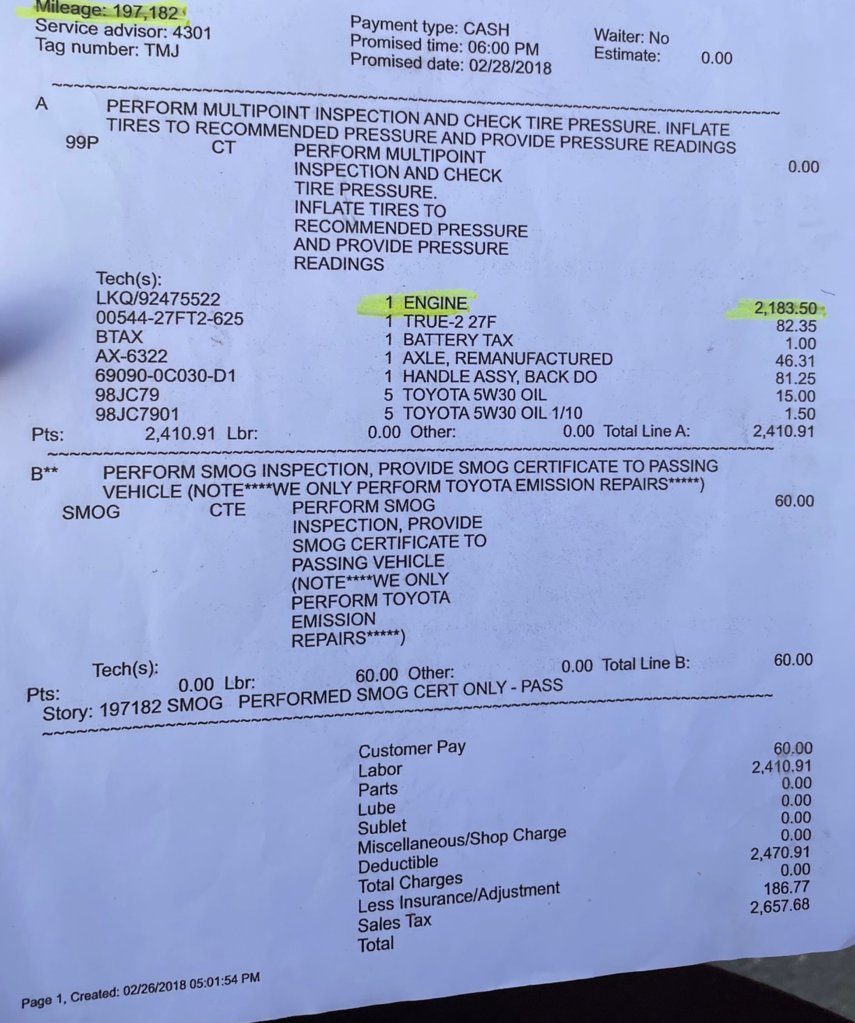 Mileage: 197,182
Service advisor: 4301
Tag number: TMJ
Payment type: CASH
Promised time: 06:00 PM
Promised date: 02/28/2018
Waiter: No
Estimate: 0.00
A PERFORM MULTIPOINT INSPECTION AND CHECK TIRE PRESSURE. INFLATE
TIRES TO RECOMMENDED PRESSURE AND PROVIDE PRESSURE READINGS
99P CT PERFORM MULTIPOINT 0.00
INSPECTION AND CHECK
TIRE PRESSURE.
INFLATE TIRES TO
RECOMMENDED PRESSURE
AND PROVIDE PRESSURE
READINGS
Tech(s):
LKQ/92475522 1 ENGINE 2,183.50
00544-27FT2-625 1 TRUE-2 27F 82.35
BTAX 1 BATTERY TAX 1.00
AX-6322 1 AXLE, REMANUFACTURED 46.31
69090-0C030-D1 1 HANDLE ASSY, BACK DO 81.25
98JC79 5 TOYOTA 5W30 OIL 15.00
98JC7901 5 TOYOTA 5W30 OIL 1/10 1.50
Pts: 2,410.91 Lbr: 0.00 Other: 0.00 Total Line A: 2,410.91
B** PERFORM SMOG INSPECTION, PROVIDE SMOG CERTIFICATE TO PASSING
VEHICLE (NOTE****WE ONLY PERFORM TOYOTA EMISSION REPAIRS*****)
SMOG CTE PERFORM SMOG 60.00
INSPECTION, PROVIDE
SMOG CERTIFICATE TO
PASSING VEHICLE
(NOTE****WE ONLY
PERFORM TOYOTA
EMISSION
REPAIRS*****)
Tech(s):
Pts: 0.00 Lbr: 60.00 Other: 0.00 Total Line B: 60.00
Story: 197182 SMOG PERFORMED SMOG CERT ONLY - PASS
Customer Pay
Labor 60.00
Parts 2,410.91
Lube 0.00
Sublet 0.00
Miscellaneous/Shop Charge 0.00
Deductible 0.00
Total Charges 2,470.91
Less Insurance/Adjustment 0.00
Sales Tax 186.77
Total 2,657.68
Page 1, Created: 02/26/2018 05:01:54 PM